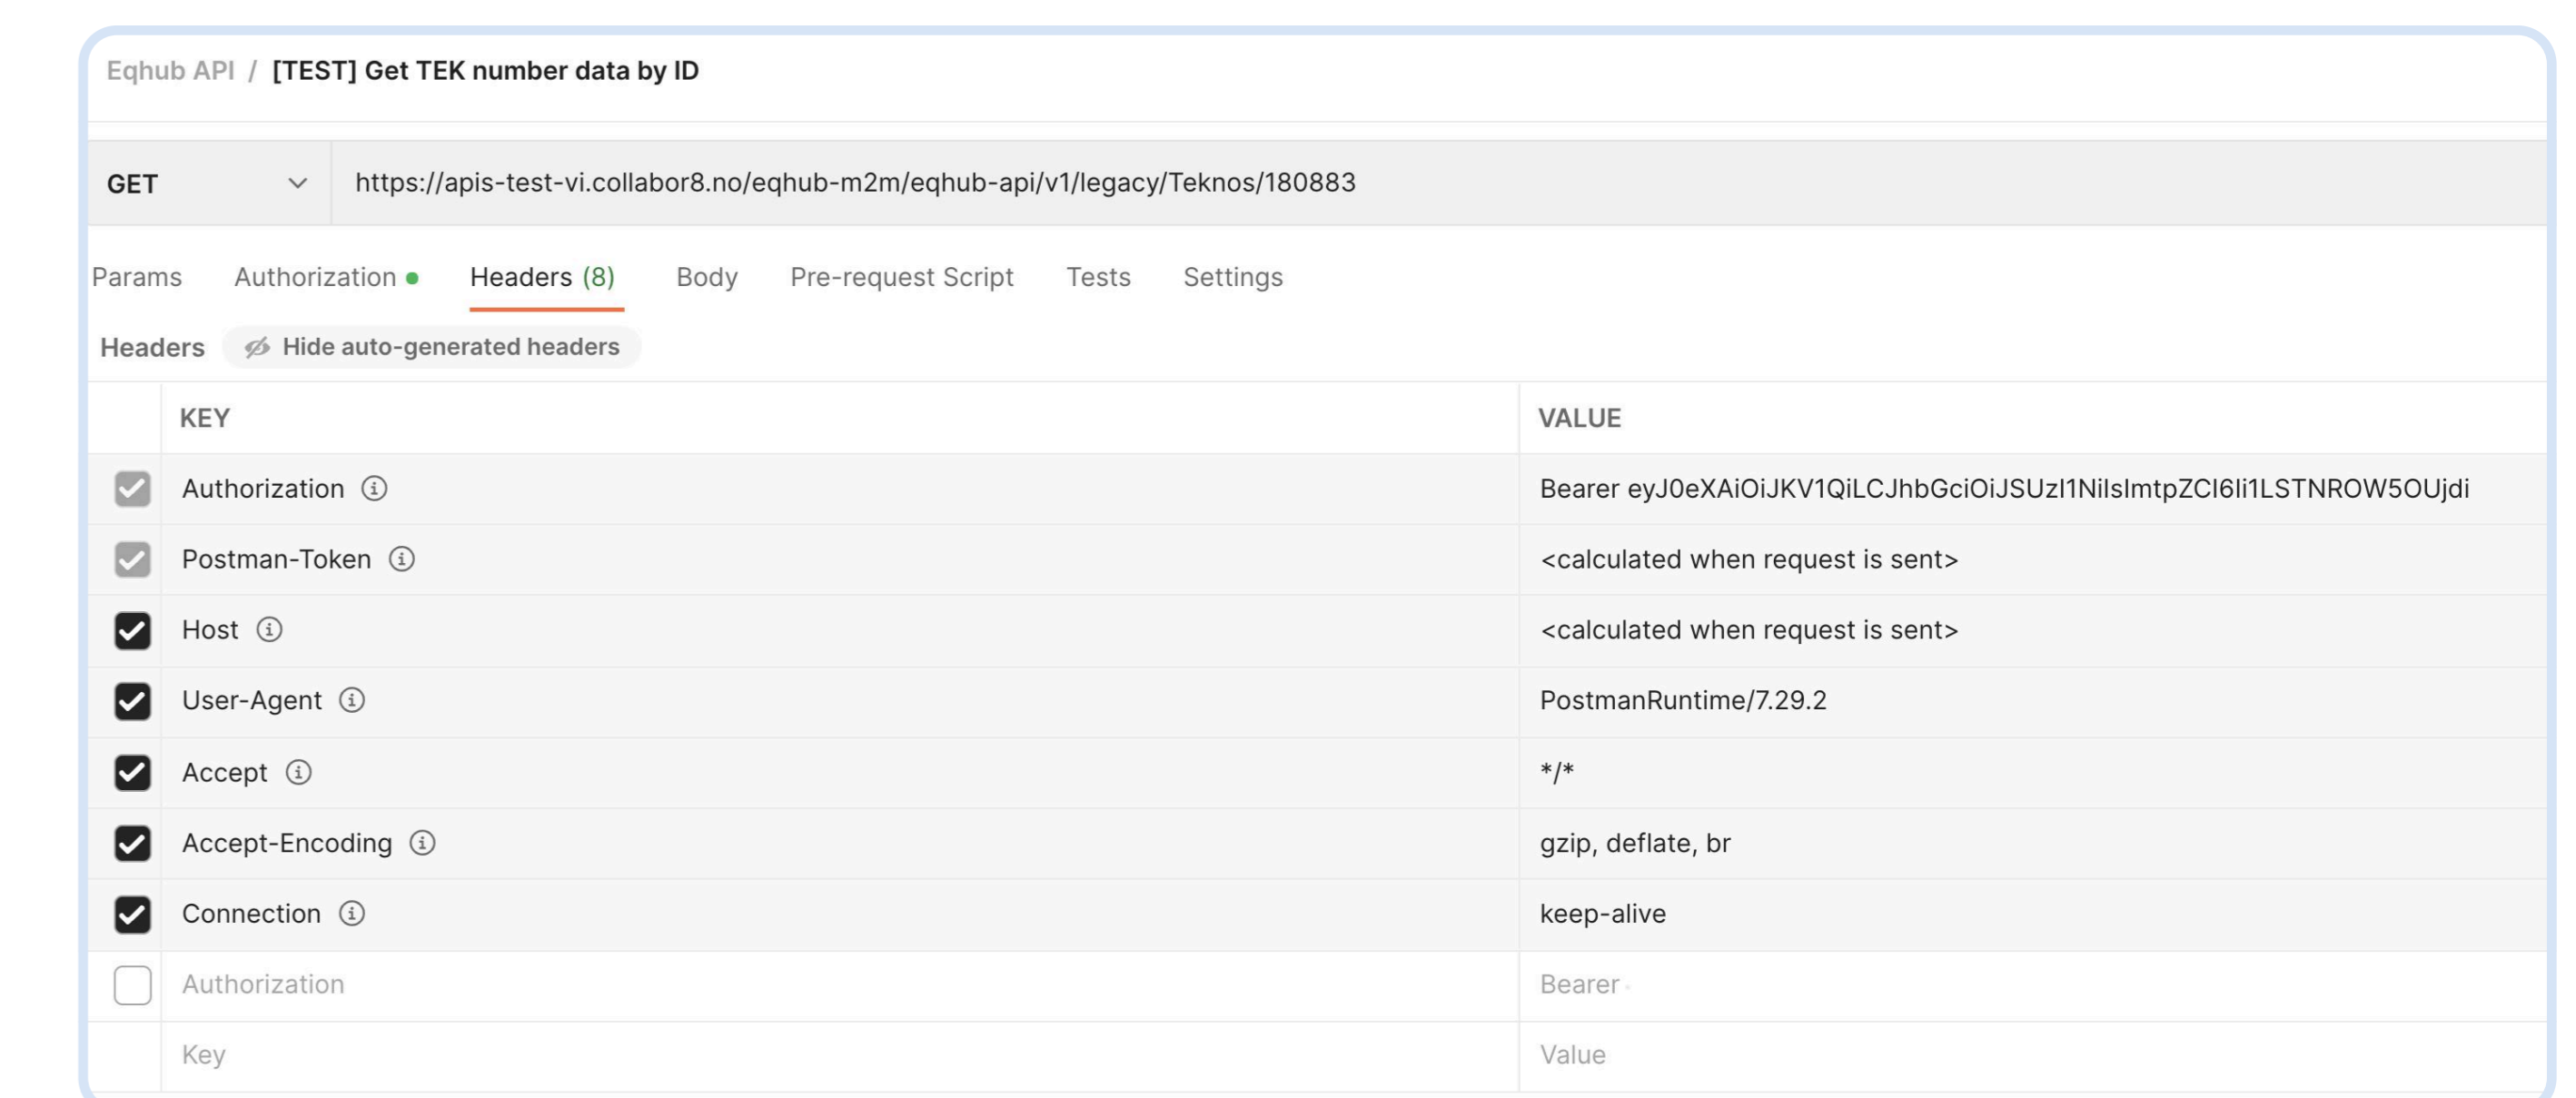 Eqhub API / [TEST] Get TEK number data by ID
GET https://apis-test-vi.collabor8.no/eqhub-m2m/eqhub-api/v1/legacy/Teknos/180883
Params Authorization Headers (8) Body Pre-request Script Tests Settings
Headers Hide auto-generated headers
KEY VALUE
Authorization Bearer eyJ0eXAiOiJKV1QiLCJhbGciOiJSUzI1NiIsImtpZCI6Ii1LSTNROW5OUjdi
Postman-Token <calculated when request is sent>
Host <calculated when request is sent>
User-Agent PostmanRuntime/7.29.2
Accept */*
Accept-Encoding gzip, deflate, br
Connection keep-alive
Authorization Bearer
Key Value